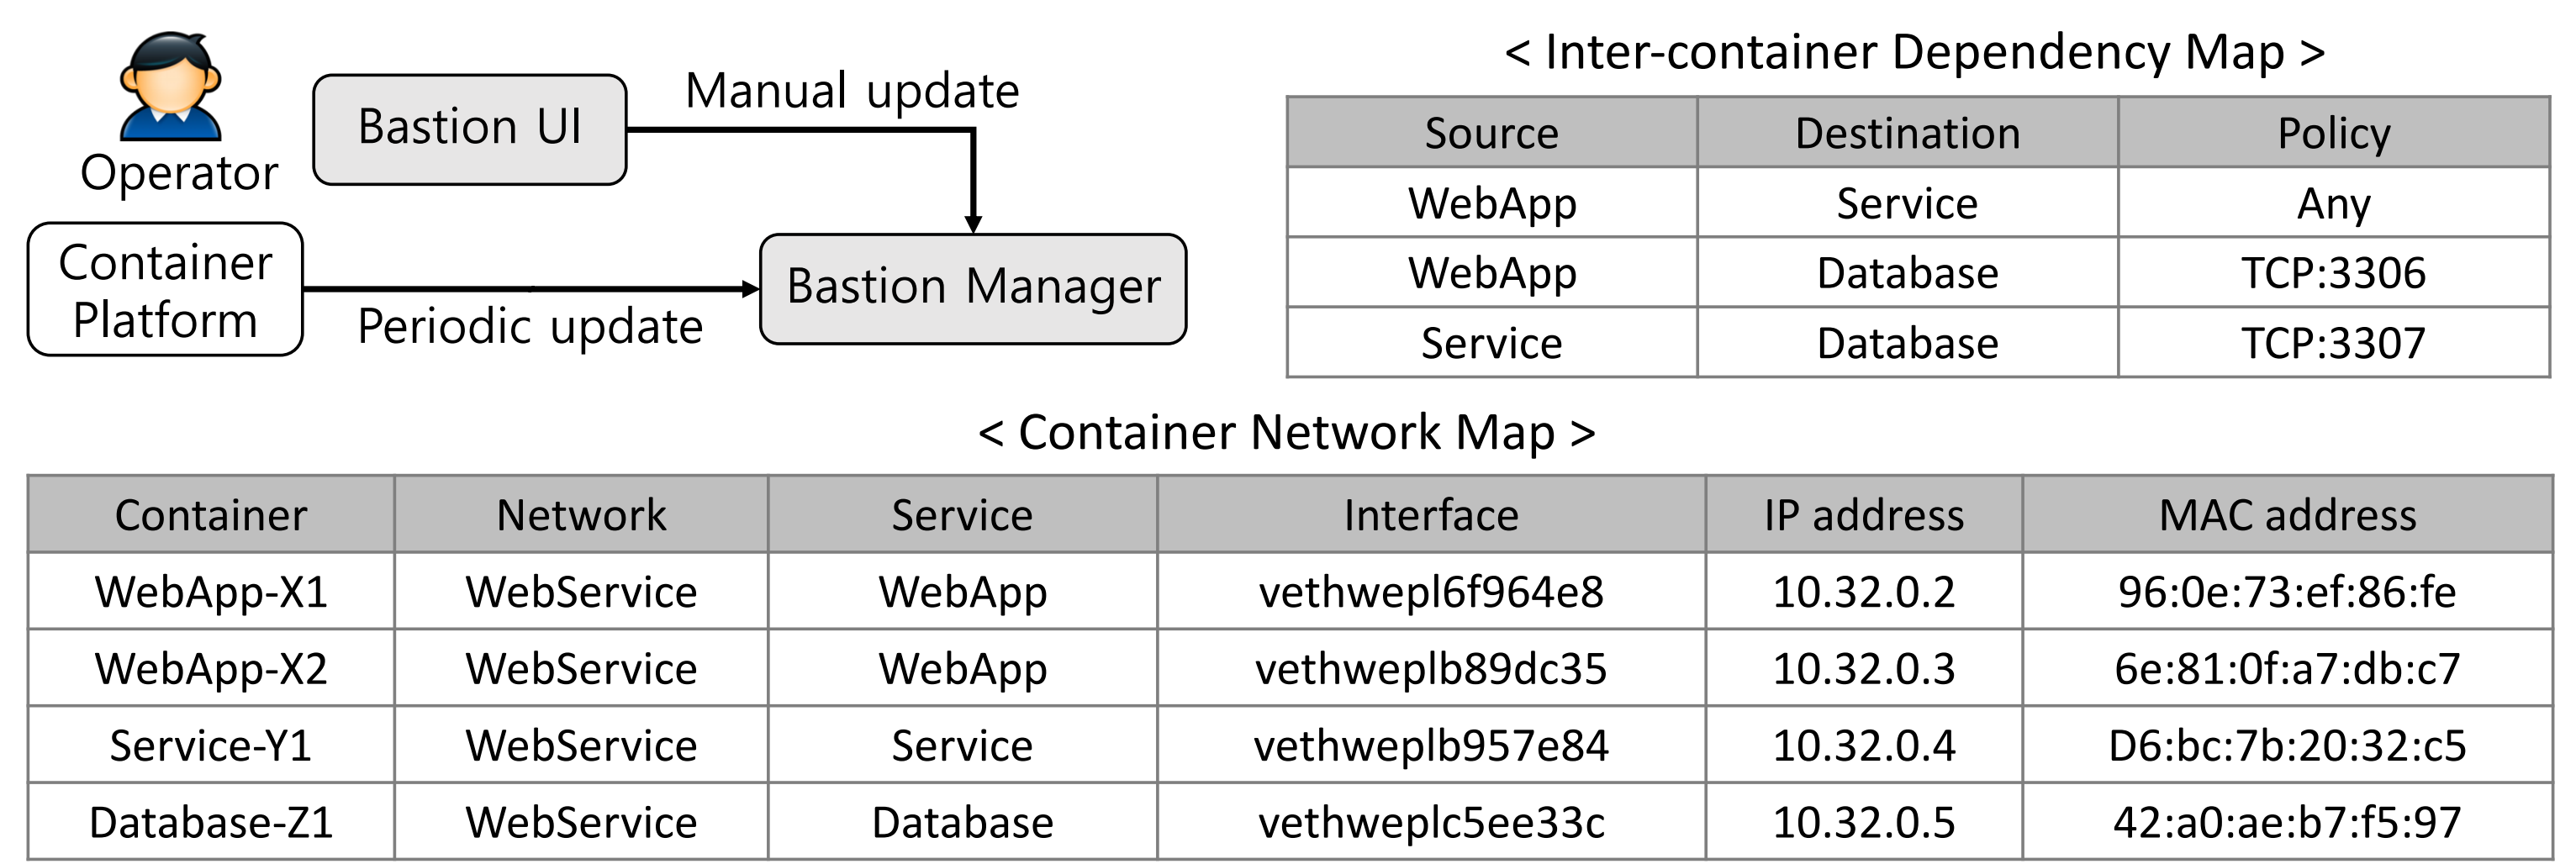 Operator
Bastion UI
Manual update
Container
Platform
Periodic update
Bastion Manager
< Inter-container Dependency Map >
Source Destination Policy
WebApp Service Any
WebApp Database TCP:3306
Service Database TCP:3307
< Container Network Map >
Container Network Service Interface IP address MAC address
WebApp-X1 WebService WebApp vethwepl6f964e8 10.32.0.2 96:0e:73:ef:86:fe
WebApp-X2 WebService WebApp vethweplb89dc35 10.32.0.3 6e:81:0f:a7:db:c7
Service-Y1 WebService Service vethweplb957e84 10.32.0.4 D6:bc:7b:20:32:c5
Database-Z1 WebService Database vethweplc5ee33c 10.32.0.5 42:a0:ae:b7:f5:97